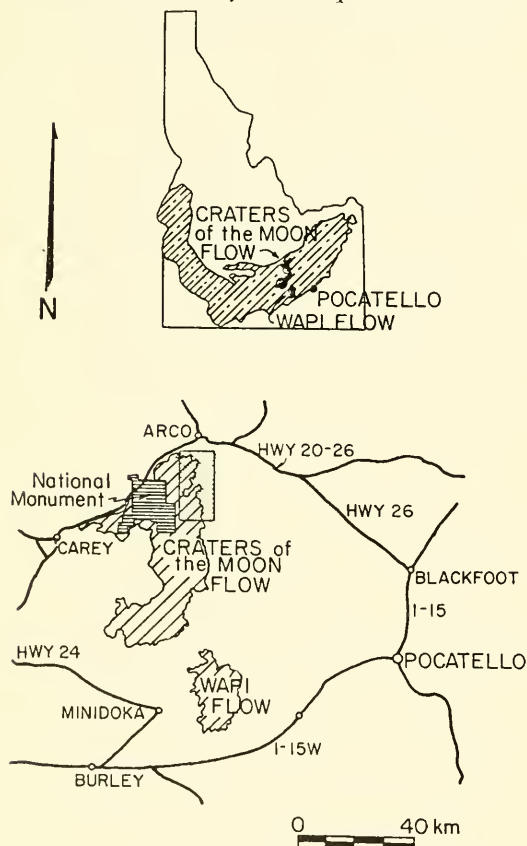 CRATERS
of the MOON
FLOW
POCATELLO
WAPI FLOW
N
ARCO
HWY 20-26
National
Monument
HWY 26
CAREY
CRATERS of
the MOON
FLOW
BLACKFOOT
I-15
HWY 24
POCATELLO
WAPI
FLOW
MINIDOKA
I-15W
BURLEY
0 40 km